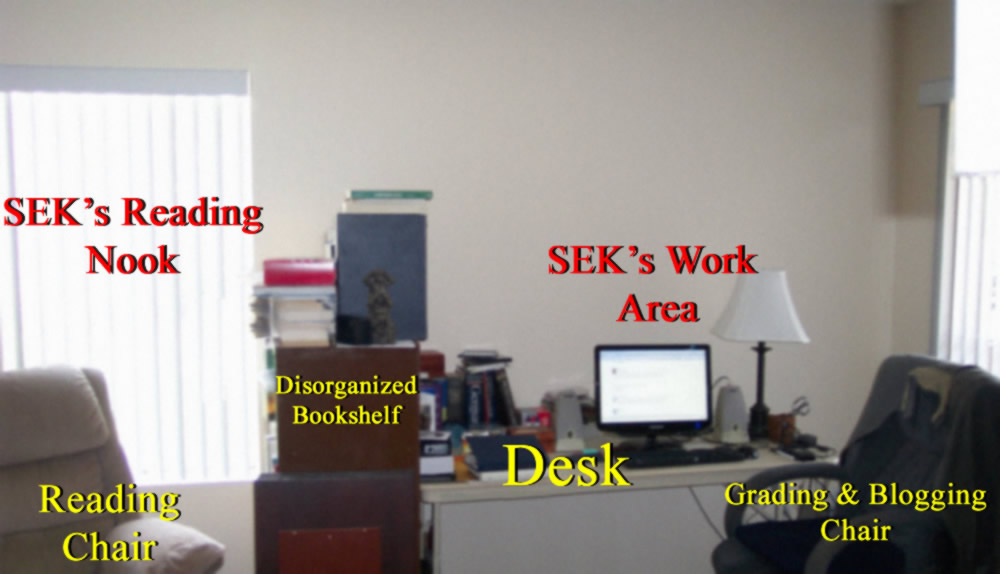 SEK's Reading
Nook
SEK's Work
Area
Disorganized
Bookshelf
Desk
Reading
Chair
Grading & Blogging
Chair